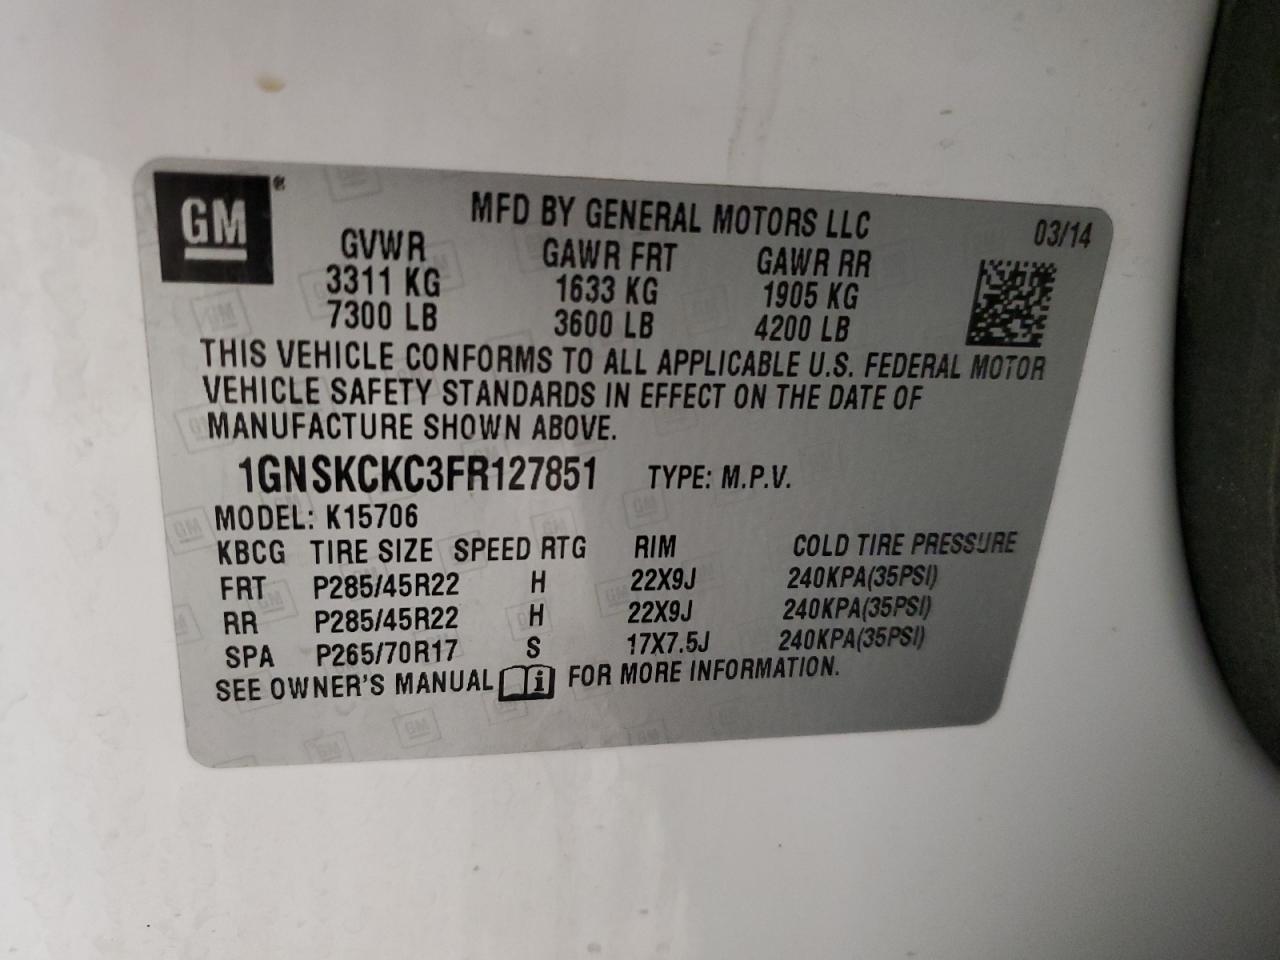 GM®
MFD BY GENERAL MOTORS LLC 03/14
GVWR GAWR FRT GAWR RR
3311 KG 1633 KG 1905 KG
7300 LB 3600 LB 4200 LB
THIS VEHICLE CONFORMS TO ALL APPLICABLE U.S. FEDERAL MOTOR
VEHICLE SAFETY STANDARDS IN EFFECT ON THE DATE OF
MANUFACTURE SHOWN ABOVE.
1GNSKCKC3FR127851 TYPE: M.P.V.
MODEL: K15706
KBCG TIRE SIZE SPEED RTG RIM COLD TIRE PRESSURE
FRT P285/45R22 H 22X9J 240KPA(35PSI)
RR P285/45R22 H 22X9J 240KPA(35PSI)
SPA P265/70R17 S 17X7.5J 240KPA(35PSI)
SEE OWNER'S MANUAL i FOR MORE INFORMATION.